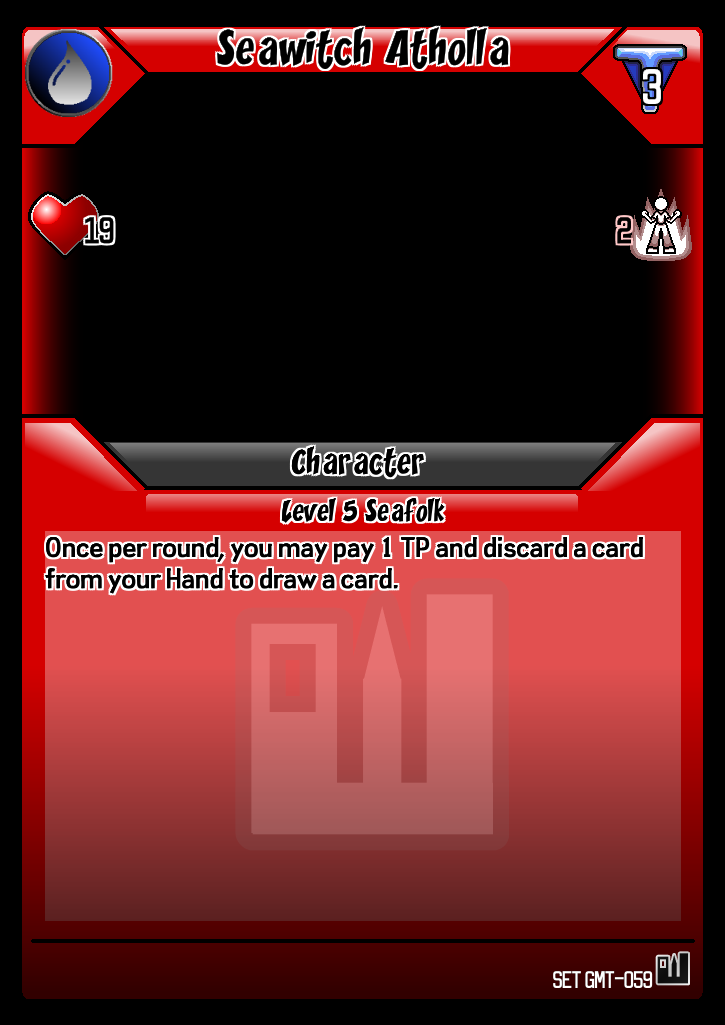 Seawitch Atholla
3
19
2
Character
Level 5 Seafolk
Once per round, you may pay 1 TP and discard a card
from your Hand to draw a card.
SET GMT-059